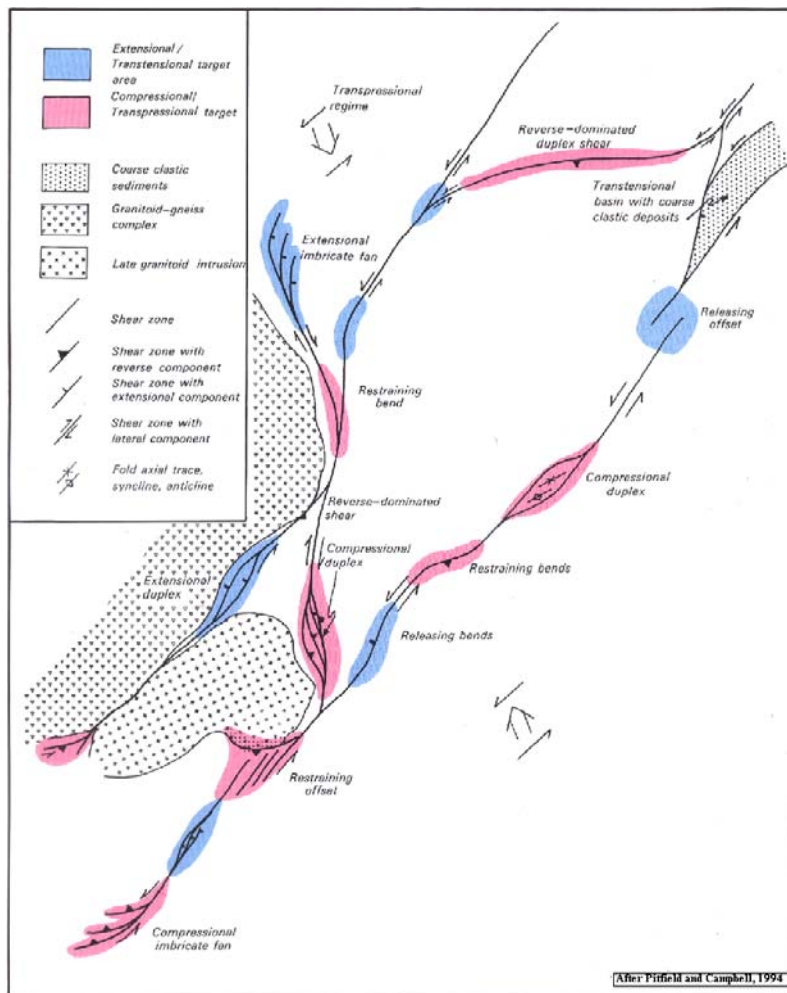 Extensional/
Transtensional target
area
Compressional/
Transpressional target
Coarse clastic
sediments
Granitoid-gneiss
complex
Late granitoid intrusion
Shear zone
Shear zone with
reverse component
Shear zone with
extensional component
Shear zone with
lateral component
Fold axial trace,
syncline, anticline
Transpressional
regime
Reverse-dominated
duplex shear
Transtensional
basin with coarse
clastic deposits
Extensional
imbricate fan
Releasing
offset
Restraining
bend
Compressional
duplex
Reverse-dominated
shear
Compressional
duplex
Extensional
duplex
Restraining bends
Releasing bends
Restraining
offset
Compressional
imbricate fan
After Pitfield and Campbell, 1994